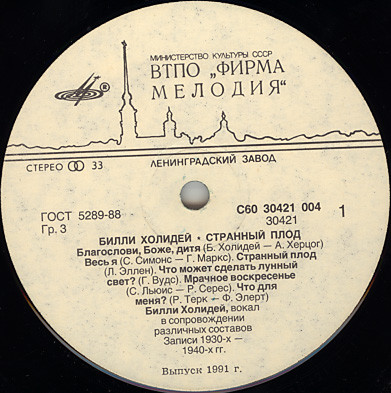 МИНИСТЕРСТВО КУЛЬТУРЫ СССР
ВТПО „ФИРМА
МЕЛОДИЯ“
®
СТЕРЕО 33
ЛЕНИНГРАДСКИЙ ЗАВОД
ГОСТ 5289-88
Гр. 3
С60 30421 004
30421
1
БИЛЛИ ХОЛИДЕЙ · СТРАННЫЙ ПЛОД
Благослови, Боже, дитя (Б. Холидей — А. Херцог)
Весь я (С. Симонс — Г. Маркс). Странный плод
(Л. Эллен). Что может сделать лунный
свет? (Г. Вудс). Мрачное воскресенье
(С. Льюис — Р. Серес). Что для
меня? (Р. Терк — Ф. Элерт)
Билли Холидей, вокал
в сопровождении
различных составов
Записи 1930-х —
1940-х гг.
Выпуск 1991 г.